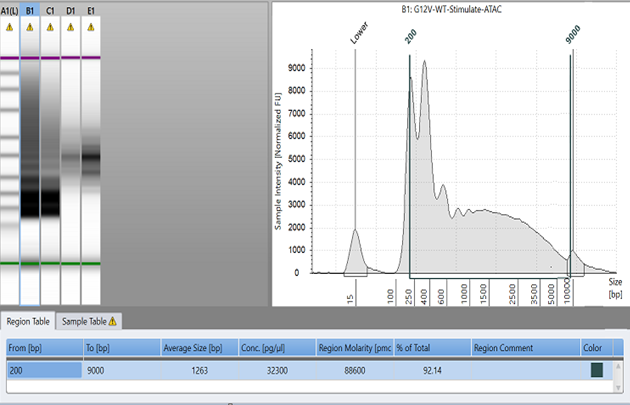 A1(L) B1 C1 D1 E1
B1: G12V-WT-Stimulate-ATAC
Lower
200
9000
Sample Intensity [Normalized FU]
9000
8000
7000
6000
5000
4000
3000
2000
1000
0
15 100 250 400 600 1000 1500 2500 3500 5000 10000
Size
[bp]
Region Table Sample Table
From [bp] To [bp] Average Size [bp] Conc. [pg/µl] Region Molarity [pmc % of Total Region Comment Color
200 9000 1263 32300 88600 92.14